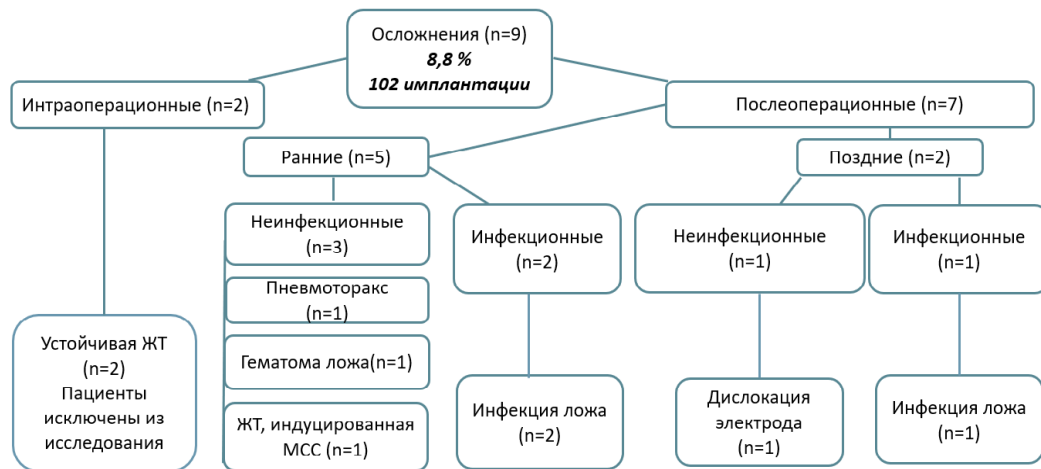 Осложнения (n=9)
8,8 %
102 имплантации
Интраоперационные (n=2)
Послеоперационные (n=7)
Ранние (n=5)
Поздние (n=2)
Неинфекционные
(n=3)
Инфекционные
(n=2)
Неинфекционные
(n=1)
Инфекционные
(n=1)
Пневмоторакс
(n=1)
Гематома ложа(n=1)
ЖТ, индуцированная
МСС (n=1)
Устойчивая ЖТ
(n=2)
Пациенты
исключены из
исследования
Инфекция ложа
(n=2)
Дислокация
электрода
(n=1)
Инфекция ложа
(n=1)